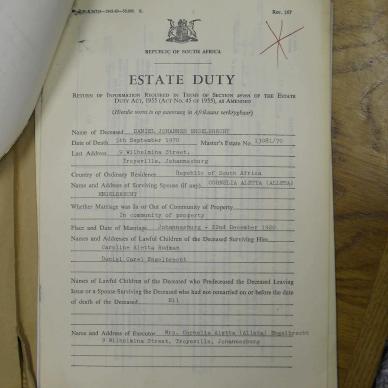 Rev. 267
REPUBLIC OF SOUTH AFRICA
ESTATE DUTY
Return of Information Required in Terms of Section seven of the Estate
Duty Act, 1955 (Act No. 45 of 1955), as Amended
(Hierdie vorm is op aanvraag in Afrikaans verkrygbaar)
Name of Deceased DANIEL JOHANNES ENGELBRECHT
Date of Death 5th September 1970 Master's Estate No. 13081/70
Last Address 9 Wilhelmina Street,
Troyeville, Johannesburg
Country of Ordinary Residence Republic of South Africa
Name and Address of Surviving Spouse (if any) CORNELIA ALETTA (ALLETA)
ENGELBRECHT
Whether Marriage was In or Out of Community of Property
In community of property
Place and Date of Marriage Johannesburg - 22nd December 1920
Names and Addresses of Lawful Children of the Deceased Surviving Him
Caroline Aletta Rudman
Daniel Carel Engelbrecht
Names of Lawful Children of the Deceased who Predeceased the Deceased Leaving
Issue or a Spouse Surviving the Deceased who had not remarried on or before the date
of death of the Deceased Nil
Name and Address of Executor Mrs. Cornelia Aletta (Alleta) Engelbrecht
9 Wilhelmina Street, Troyeville, Johannesburg